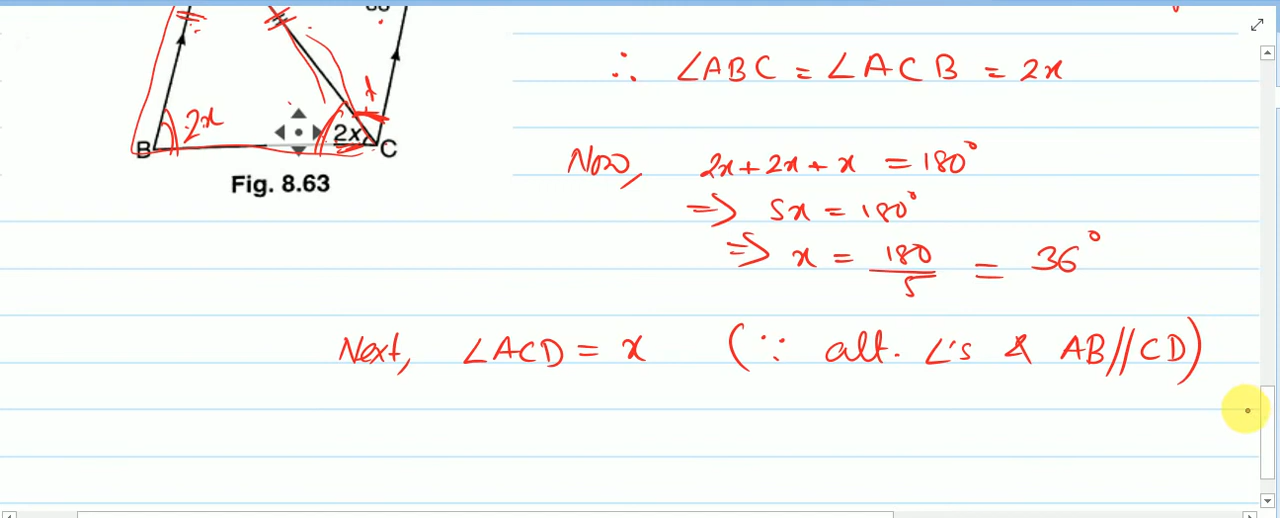 ∴ ∠ABC = ∠ACB = 2x
B 2x 2x C x
Fig. 8.63
Now, 2x + 2x + x = 180°
=> 5x = 180°
=> x = 180/5 = 36°
Next, ∠ACD = x (∵ alt. ∠'s & AB//CD)